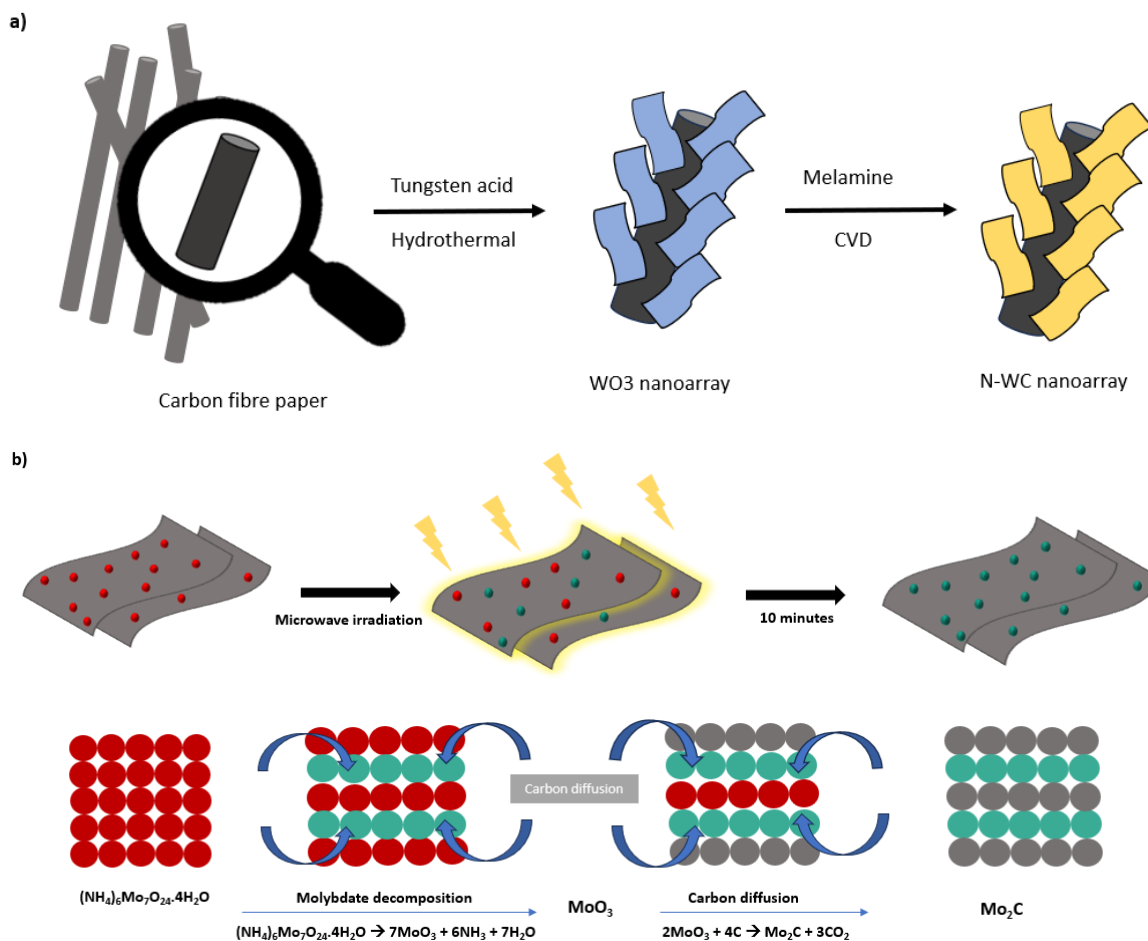 a)
Tungsten acid
Hydrothermal
Melamine
CVD
Carbon fibre paper
WO3 nanoarray
N-WC nanoarray
b)
Microwave irradiation
10 minutes
Carbon diffusion
(NH₄)₆Mo₇O₂₄.4H₂O
Molybdate decomposition
(NH₄)₆Mo₇O₂₄.4H₂O → 7MoO₃ + 6NH₃ + 7H₂O
MoO₃
Carbon diffusion
2MoO₃ + 4C → Mo₂C + 3CO₂
Mo₂C